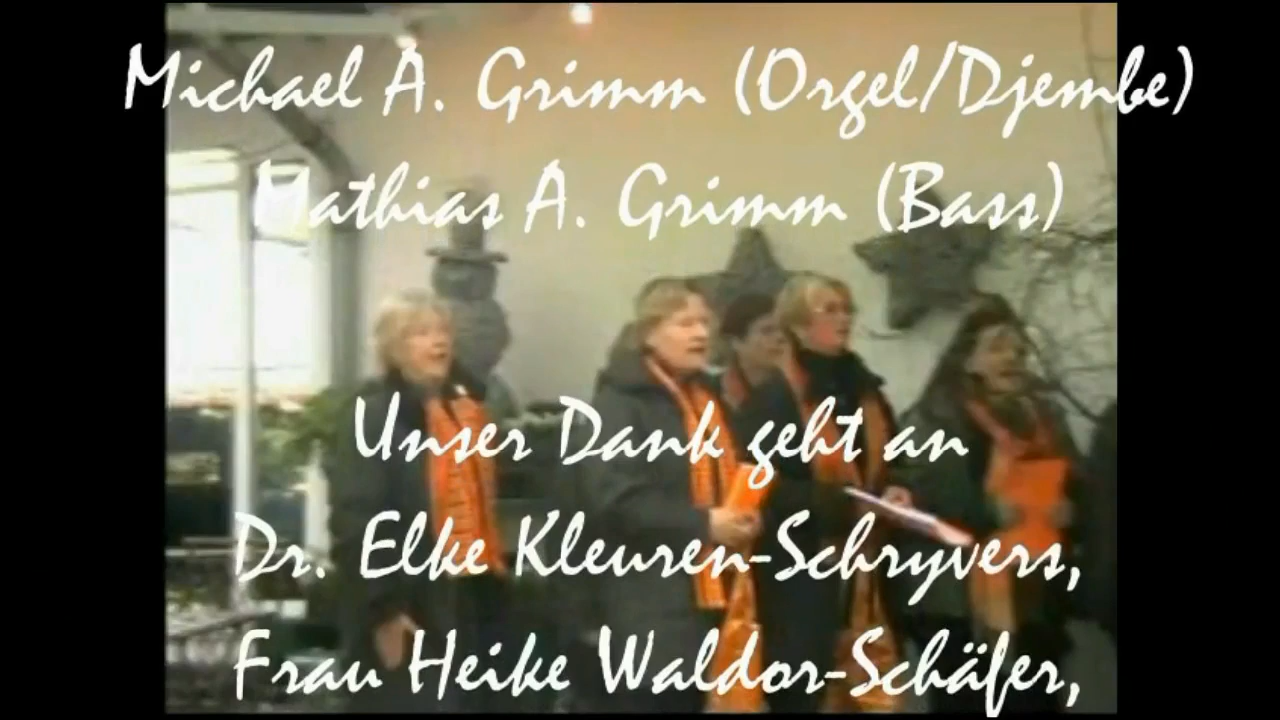 Michael A. Grimm (Orgel/Djembe)
Mathias A. Grimm (Bass)
Unser Dank geht an
Dr. Elke Kleuren-Schryvers,
Frau Heike Waldor-Schäfer,